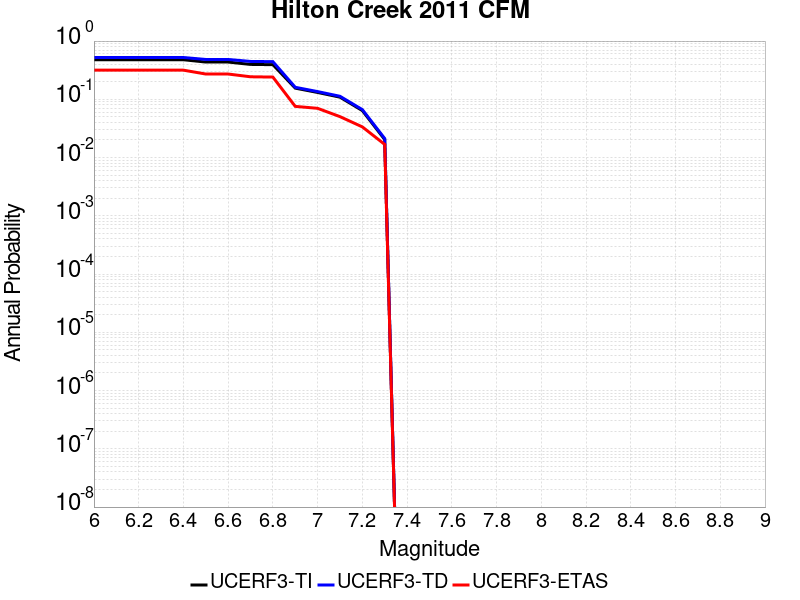 Hilton Creek 2011 CFM
10^0
10^-1
10^-2
10^-3
10^-4
10^-5
10^-6
10^-7
10^-8
Annual Probability
6 6.2 6.4 6.6 6.8 7 7.2 7.4 7.6 7.8 8 8.2 8.4 8.6 8.8 9
Magnitude
UCERF3-TI UCERF3-TD UCERF3-ETAS